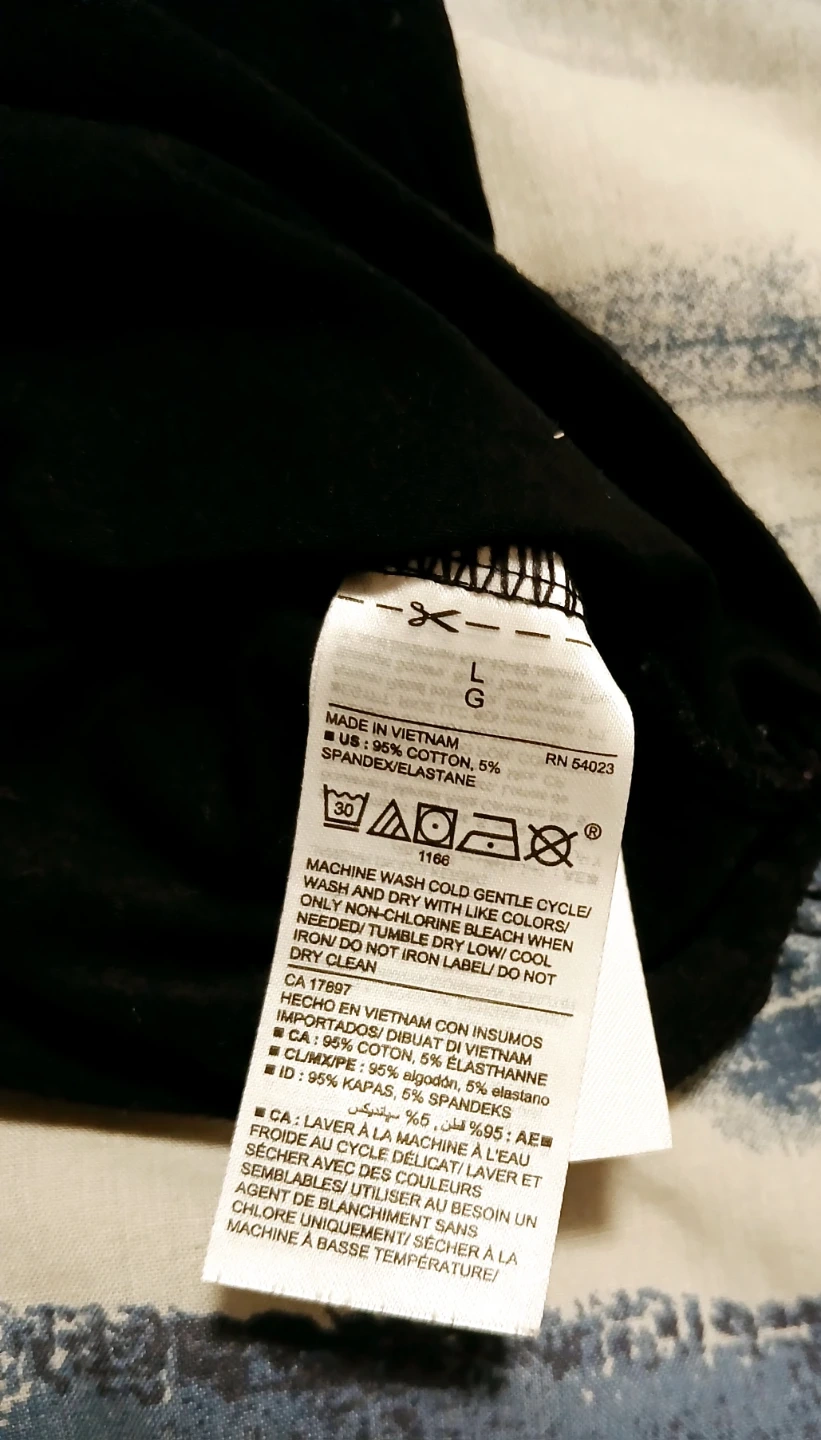 L
G
MADE IN VIETNAM
RN 54023
■ US : 95% COTTON, 5%
SPANDEX/ELASTANE
30
®
1166
MACHINE WASH COLD GENTLE CYCLE/
WASH AND DRY WITH LIKE COLORS/
ONLY NON-CHLORINE BLEACH WHEN
NEEDED/ TUMBLE DRY LOW/ COOL
IRON/ DO NOT IRON LABEL/ DO NOT
DRY CLEAN
CA 17897
HECHO EN VIETNAM CON INSUMOS
IMPORTADOS/ DIBUAT DI VIETNAM
■ CA : 95% COTON, 5% ÉLASTHANNE
■ CL/MX/PE : 95% algodón, 5% elastano
■ ID : 95% KAPAS, 5% SPANDEKS
■AE : 95% قطن , 5% سباندیکس
■ CA : LAVER À LA MACHINE À L'EAU
FROIDE AU CYCLE DÉLICAT/ LAVER ET
SÉCHER AVEC DES COULEURS
SEMBLABLES/ UTILISER AU BESOIN UN
AGENT DE BLANCHIMENT SANS
CHLORE UNIQUEMENT/ SÉCHER À LA
MACHINE À BASSE TEMPÉRATURE/